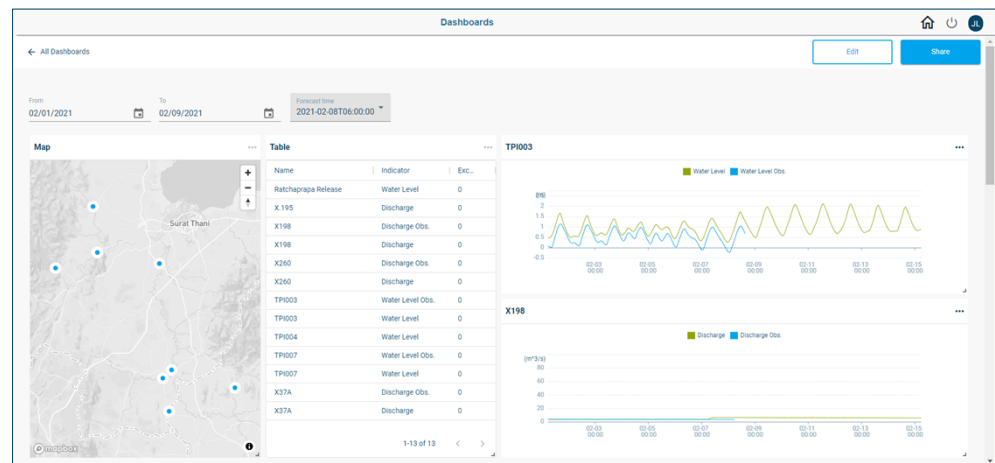 Dashboards
JL
All Dashboards
Edit
Share
From
02/01/2021
To
02/09/2021
Forecast time
2021-02-08T06:00:00
Map
Surat Thani
mapbox
Table
Name Indicator Exc...
Ratchaprapa Release Water Level 0
X.195 Discharge 0
X198 Discharge Obs. 0
X198 Discharge 0
X260 Discharge Obs. 0
X260 Discharge 0
TPI003 Water Level Obs. 0
TPI003 Water Level 0
TPI004 Water Level 0
TPI007 Water Level Obs. 0
TPI007 Water Level 0
X37A Discharge Obs. 0
X37A Discharge 0
1-13 of 13
TPI003
Water Level Water Level Obs.
2
1.5
1
0.5
0
-0.5
02-03 02-05 02-07 02-09 02-11 02-13 02-15
00:00 00:00 00:00 00:00 00:00 00:00 00:00
X198
Discharge Discharge Obs.
(m^3/s)
80
60
40
20
0
02-03 02-05 02-07 02-09 02-11 02-13 02-15
00:00 00:00 00:00 00:00 00:00 00:00 00:00